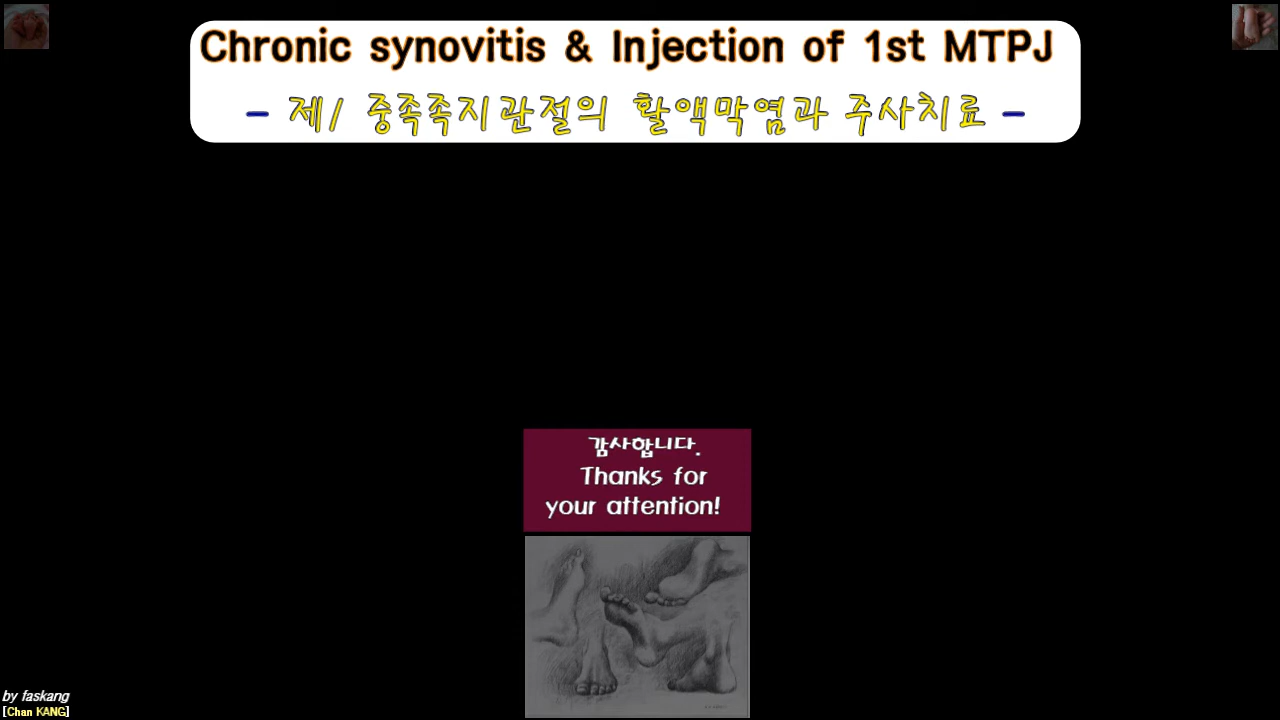 Chronic synovitis & Injection of 1st MTPJ
- 제1 중족족지관절의 활액막염과 주사치료 -
감사합니다.
Thanks for
your attention!
by faskang
[Chan KANG]